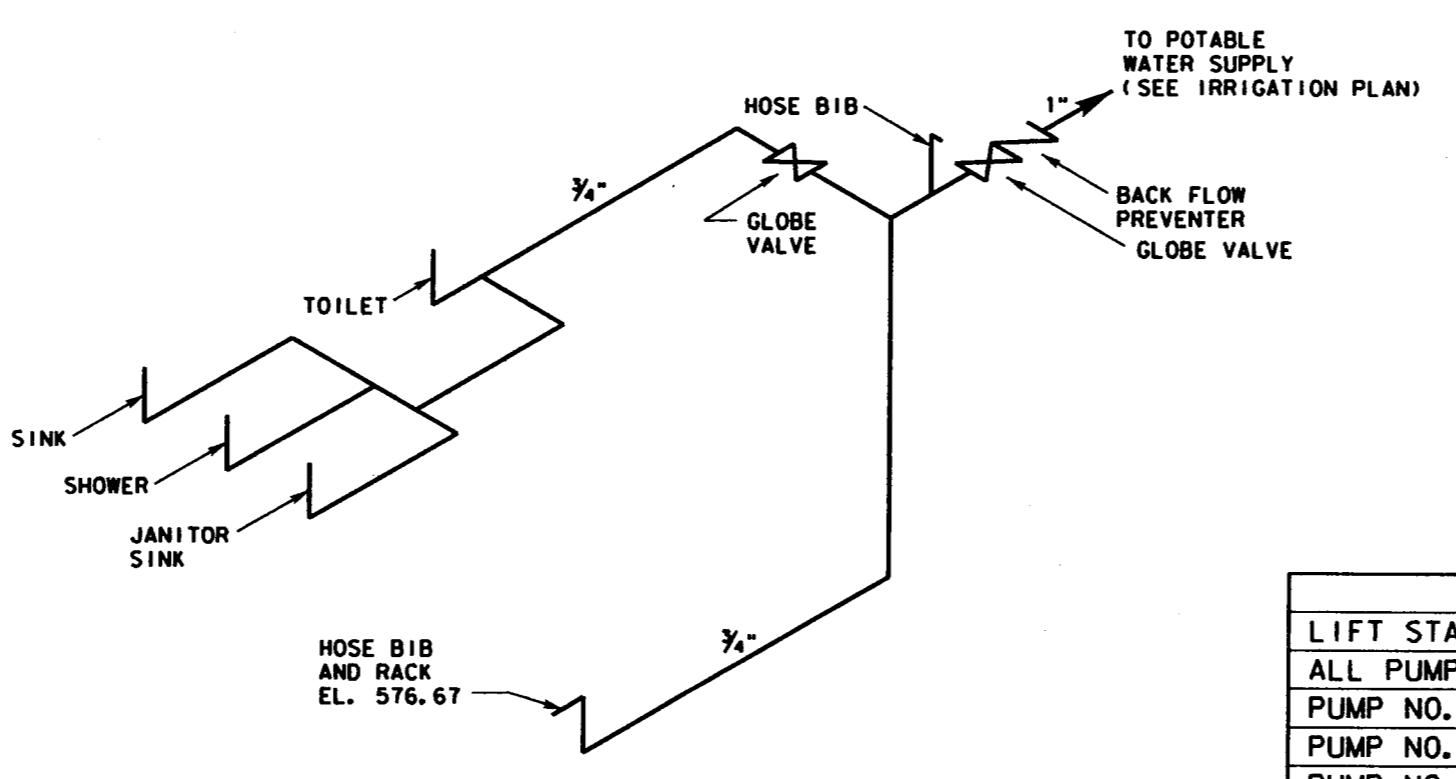 TO POTABLE
WATER SUPPLY
(SEE IRRIGATION PLAN)
1"
HOSE BIB
3/4"
GLOBE
VALVE
BACK FLOW
PREVENTER
GLOBE VALVE
TOILET
SINK
SHOWER
JANITOR
SINK
HOSE BIB
AND RACK
EL. 576.67
3/4"
LIFT STA
ALL PUMP
PUMP NO.
PUMP NO.
PUMP NO